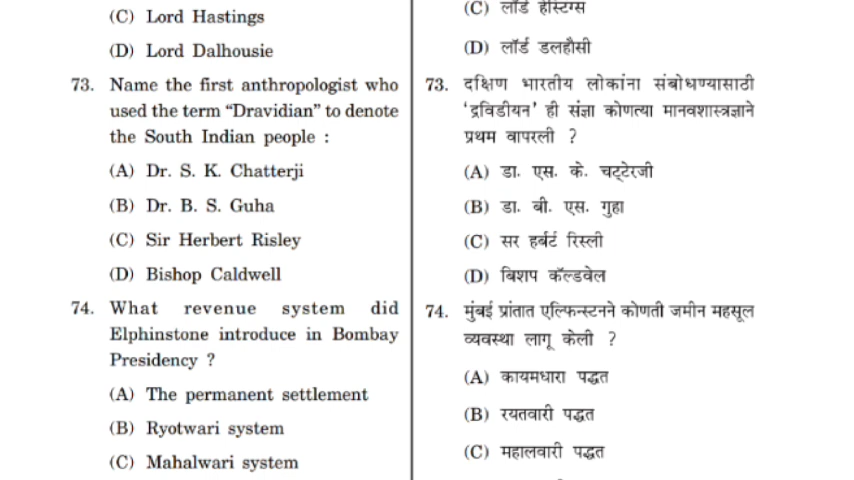 (C) Lord Hastings
(D) Lord Dalhousie
73. Name the first anthropologist who
used the term “Dravidian” to denote
the South Indian people :
(A) Dr. S. K. Chatterji
(B) Dr. B. S. Guha
(C) Sir Herbert Risley
(D) Bishop Caldwell
74. What revenue system did
Elphinstone introduce in Bombay
Presidency ?
(A) The permanent settlement
(B) Ryotwari system
(C) Mahalwari system
(C) लॉर्ड हेस्टिंग्स
(D) लॉर्ड डलहौसी
73. दक्षिण भारतीय लोकांना संबोधण्यासाठी
‘द्रविडीयन’ ही संज्ञा कोणत्या मानवशास्त्रज्ञाने
प्रथम वापरली ?
(A) डा. एस. के. चट्टेरजी
(B) डा. बी. एस. गुहा
(C) सर हर्बर्ट रिस्ली
(D) बिशप कॅल्डवेल
74. मुंबई प्रांतात एल्फिन्स्टनने कोणती जमीन महसूल
व्यवस्था लागू केली ?
(A) कायमधारा पद्धत
(B) रयतवारी पद्धत
(C) महालवारी पद्धत